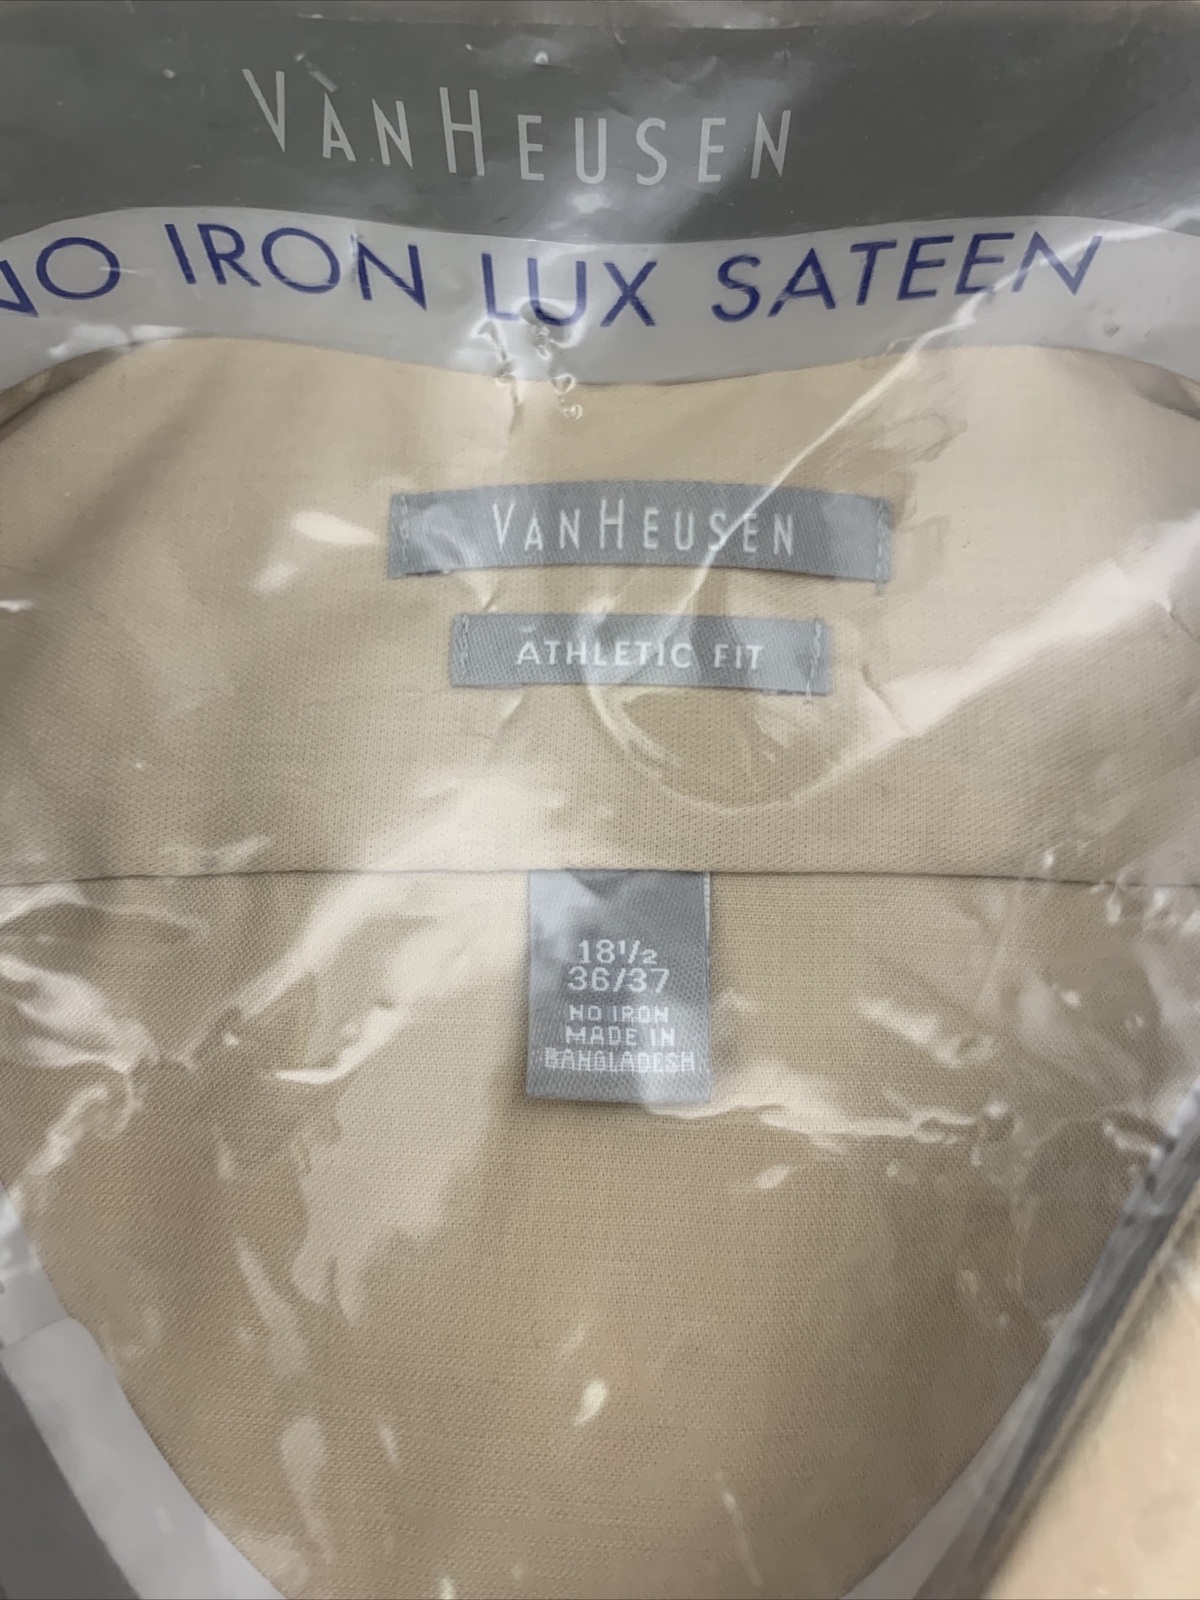 VANHEUSEN
NO IRON LUX SATEEN
VANHEUSEN
ATHLETIC FIT
18½
36/37
NO IRON
MADE IN
BANGLADESH